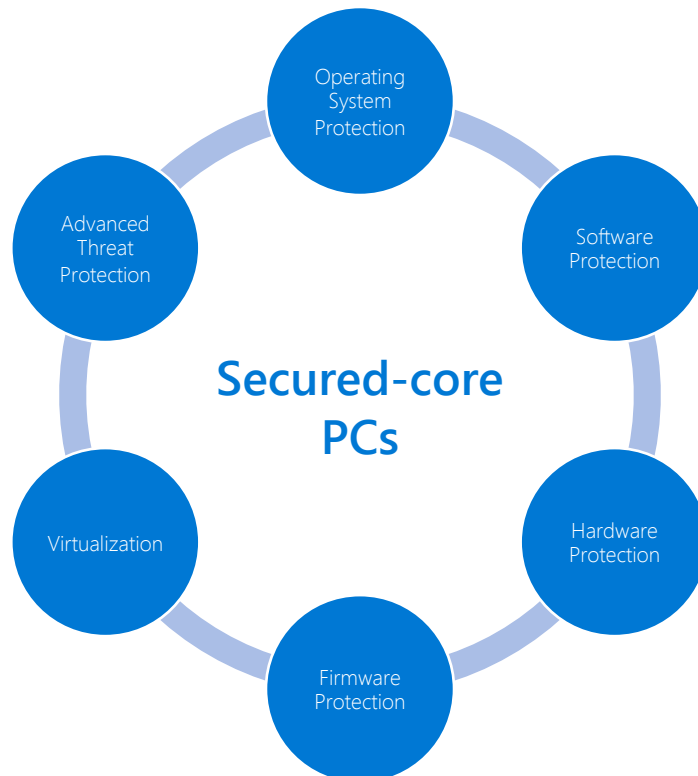 Operating
System
Protection
Advanced
Threat
Protection
Software
Protection
Secured-core
PCs
Virtualization
Hardware
Protection
Firmware
Protection